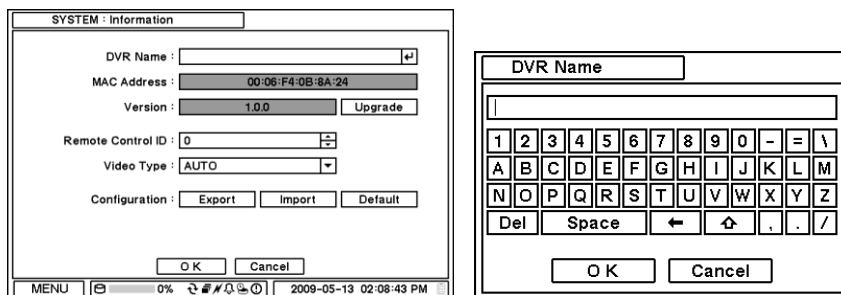 SYSTEM : Information
DVR Name :
MAC Address : 00:06:F4:0B:8A:24
Version : 1.0.0 Upgrade
Remote Control ID : 0
Video Type : AUTO
Configuration : Export Import Default
OK Cancel
MENU 0% 2009-05-13 02:08:43 PM
DVR Name
1 2 3 4 5 6 7 8 9 0 - = \
A B C D E F G H I J K L M
N O P Q R S T U V W X Y Z
Del Space ← ⇧ , . /
OK Cancel